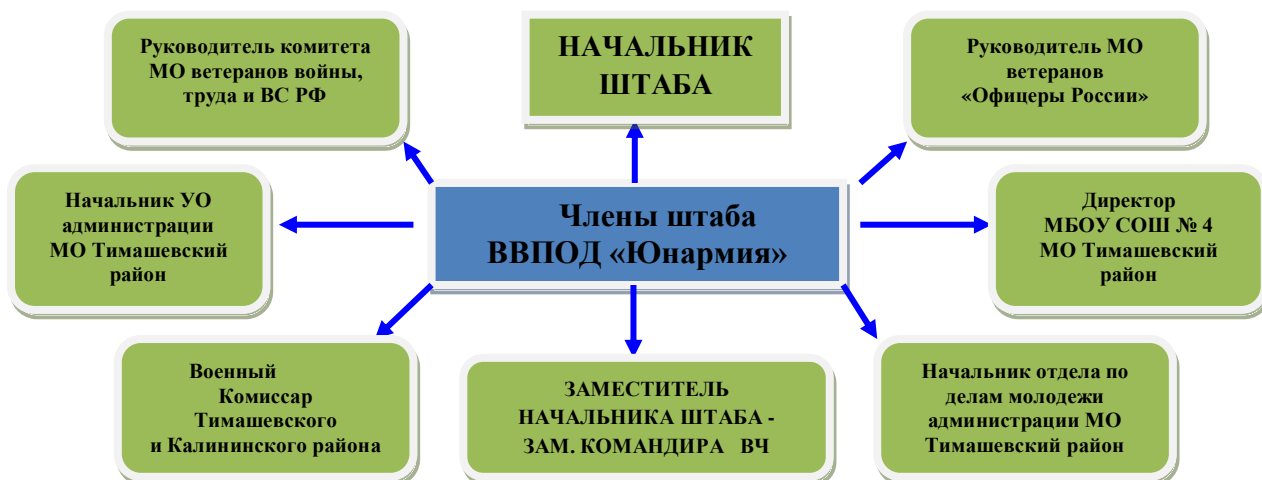 Руководитель комитета
МО ветеранов войны,
труда и ВС РФ
НАЧАЛЬНИК
ШТАБА
Руководитель МО
ветеранов
«Офицеры России»
Начальник УО
администрации
МО Тимашевский
район
Члены штаба
ВВПОД «Юнармия»
Директор
МБОУ СОШ № 4
МО Тимашевский
район
Военный
Комиссар
Тимашевского
и Калининского района
ЗАМЕСТИТЕЛЬ
НАЧАЛЬНИКА ШТАБА -
ЗАМ. КОМАНДИРА ВЧ
Начальник отдела по
делам молодежи
администрации МО
Тимашевский район